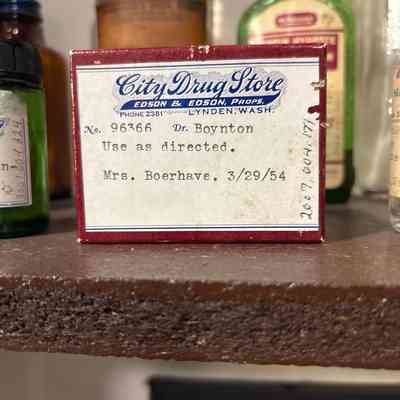 City Drug Store
EDSON & EDSON, PROPS.
PHONE 2381 LYNDEN, WASH.
No. 96366 Dr. Boynton
Use as directed.
Mrs. Boerhave. 3/29/54
2007.004.171